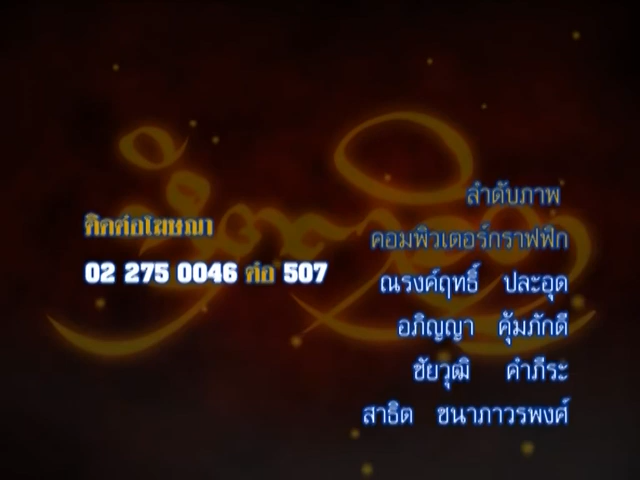 ติดต่อโฆษณา
02 275 0046 ต่อ 507
ลำดับภาพ
คอมพิวเตอร์กราฟฟิก
ณรงค์ฤทธิ์ ปละอุด
อภิญญา คุ้มภักดี
ชัยวุฒิ คำภีระ
สาธิต ชนาภาวรพงศ์